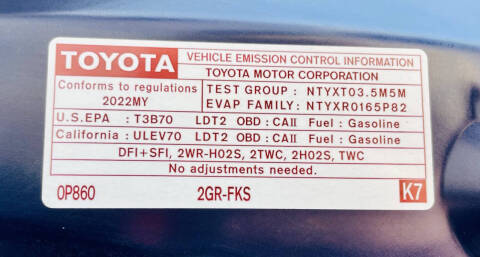 TOYOTA VEHICLE EMISSION CONTROL INFORMATION
TOYOTA MOTOR CORPORATION
Conforms to regulations
2022MY
TEST GROUP : NTYXT03.5M5M
EVAP FAMILY: NTYXR0165P82
U.S.EPA : T3B70 LDT2 OBD :CAII Fuel : Gasoline
California : ULEV70 LDT2 OBD :CAII Fuel : Gasoline
DFI+SFI, 2WR-HO2S, 2TWC, 2HO2S, TWC
No adjustments needed.
0P860 2GR-FKS K7